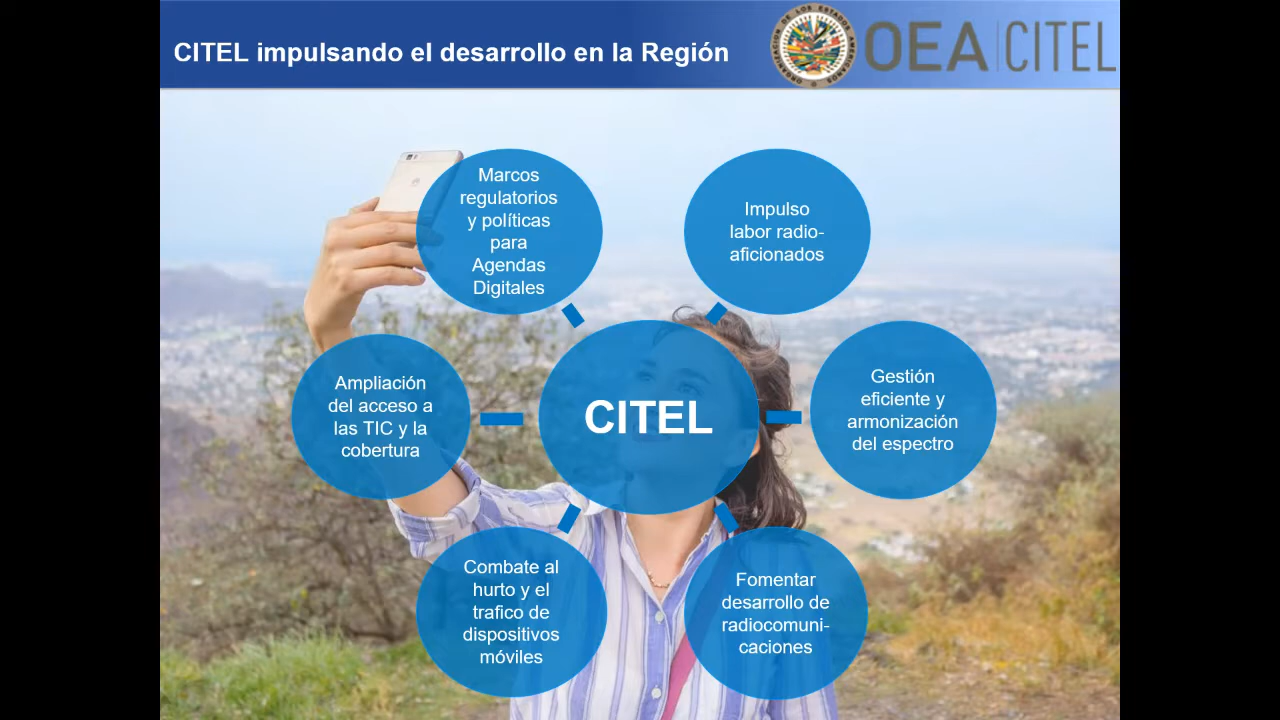 CITEL impulsando el desarrollo en la Región
OEA CITEL
Marcos
regulatorios
y políticas
para
Agendas
Digitales
Impulso
labor radio-
aficionados
Ampliación
del acceso a
las TIC y la
cobertura
CITEL
Gestión
eficiente y
armonización
del espectro
Combate al
hurto y el
trafico de
dispositivos
móviles
Fomentar
desarrollo de
radiocomuni-
caciones